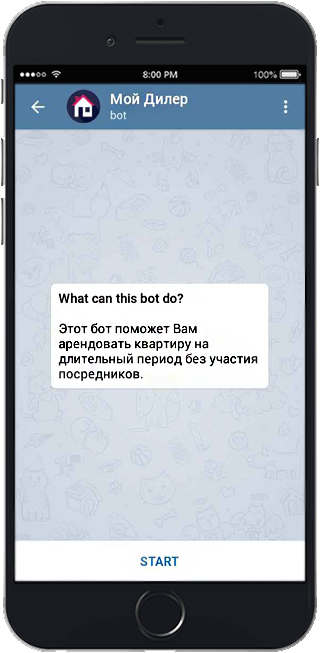 8:00 PM
100%
Мой Дилер
bot
What can this bot do?
Этот бот поможет Вам
арендовать квартиру на
длительный период без участия
посредников.
START